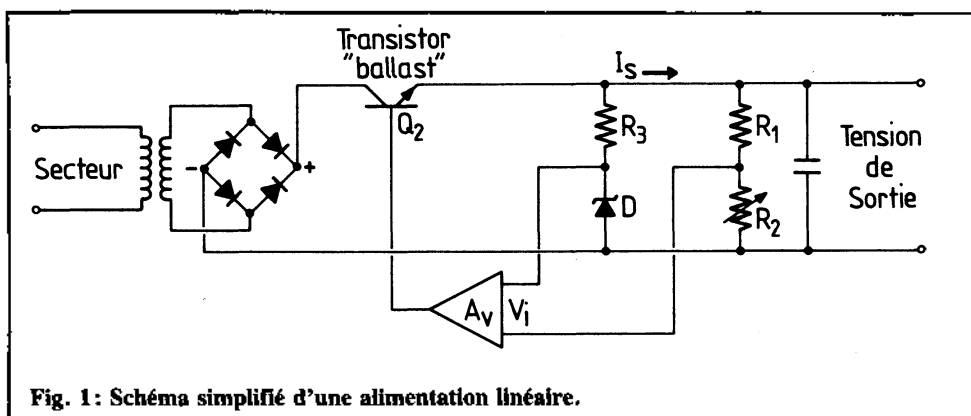 Transistor
"ballast"
Q2
Is
R3
R1
Secteur
-
+
D
R2
Tension
de
Sortie
Av
Vi
Fig. 1: Schéma simplifié d'une alimentation linéaire.